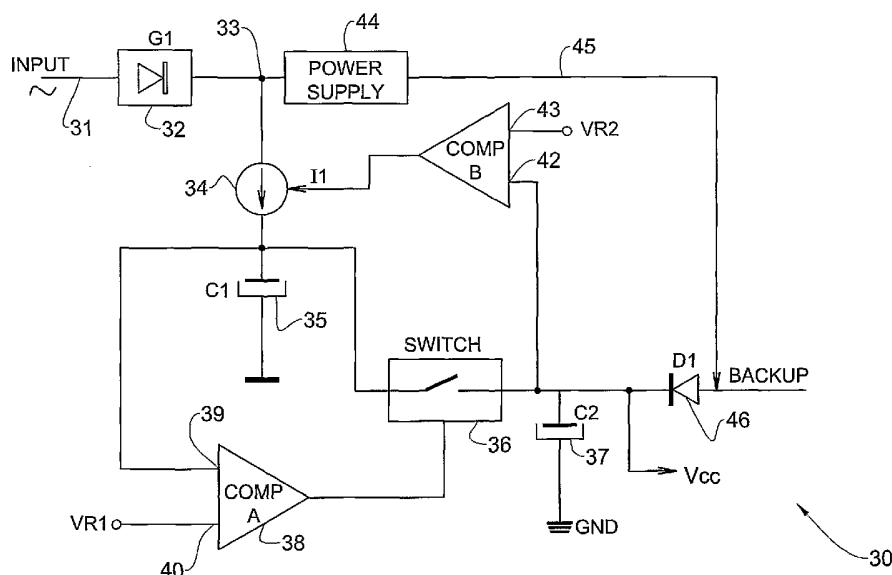 44
G1
33
45
INPUT
POWER
SUPPLY
~
31
32
43
VR2
COMP
B
42
34
I1
C1
35
SWITCH
D1
BACKUP
39
36
C2
37
46
Vcc
COMP
A
VR1
38
40
GND
30